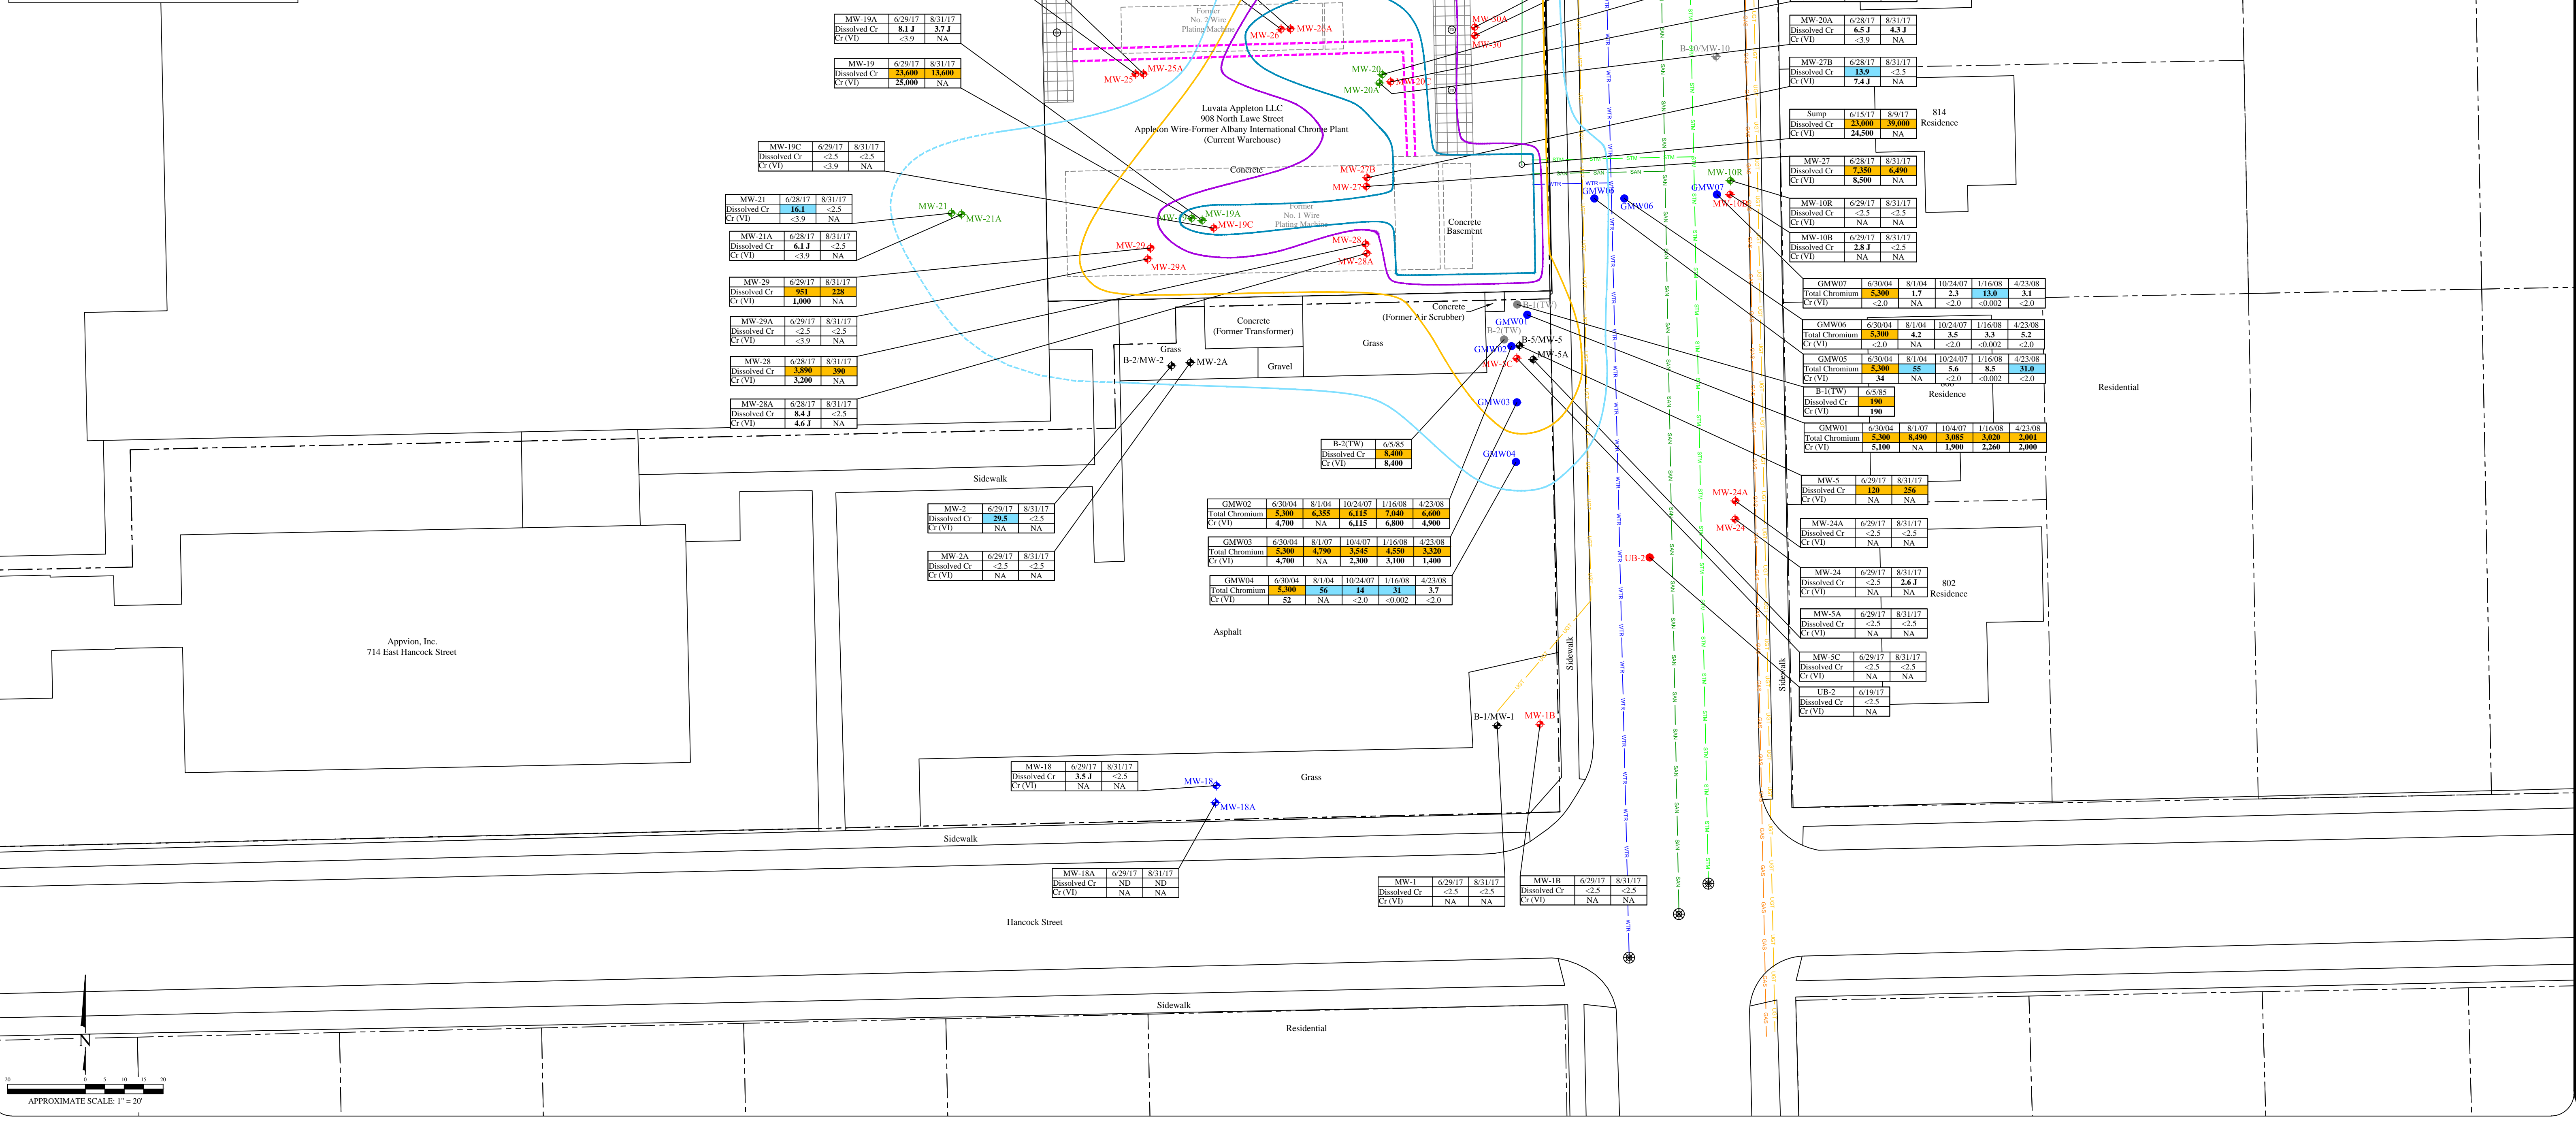 MW-19A 6/29/17 8/31/17
Dissolved Cr 8.1 J 3.7 J
Cr (VI) <3.9 NA
MW-19 6/29/17 8/31/17
Dissolved Cr 23,600 13,600
Cr (VI) 25,000 NA
MW-19C 6/29/17 8/31/17
Dissolved Cr <2.5 <2.5
Cr (VI) <3.9 NA
MW-21 6/28/17 8/31/17
Dissolved Cr 16.1 <2.5
Cr (VI) <3.9 NA
MW-21A 6/28/17 8/31/17
Dissolved Cr 6.1 J <2.5
Cr (VI) <3.9 NA
MW-29 6/29/17 8/31/17
Dissolved Cr 951 228
Cr (VI) 1,000 NA
MW-29A 6/29/17 8/31/17
Dissolved Cr <2.5 <2.5
Cr (VI) <3.9 NA
MW-28 6/28/17 8/31/17
Dissolved Cr 3,890 390
Cr (VI) 3,200 NA
MW-28A 6/28/17 8/31/17
Dissolved Cr 8.4 J <2.5
Cr (VI) 4.6 J NA
Former
No. 2 Wire
Plating Machine
MW-26
MW-26A
MW-30A
MW-30
MW-25
MW-25A
MW-20
MW-20A
MW-20C
B-10/MW-10
Luvata Appleton LLC
908 North Lawe Street
Appleton Wire-Former Albany International Chrome Plant
(Current Warehouse)
Concrete
MW-27B
MW-27
MW-21
MW-21A
MW-19
MW-19A
MW-19C
Former
No. 1 Wire
Plating Machine
Concrete
Basement
MW-29
MW-29A
MW-28
MW-28A
GMW05
GMW06
GMW07
MW-10R
MW-10B
STM STM STM STM
SAN SAN SAN
WTR WTR
Concrete
(Former Transformer)
Concrete
(Former Air Scrubber)
Grass
Grass
Gravel
B-2/MW-2
MW-2A
B-1(TW)
GMW01
B-2(TW)
GMW02
B-5/MW-5
MW-5A
MW-5C
GMW03
GMW04
MW-20A 6/28/17 8/31/17
Dissolved Cr 6.5 J 4.3 J
Cr (VI) <3.9 NA
MW-27B 6/28/17 8/31/17
Dissolved Cr 13.9 <2.5
Cr (VI) 7.4 J NA
Sump 6/15/17 8/9/17
Dissolved Cr 23,000 39,000
Cr (VI) 24,500 NA
814
Residence
MW-27 6/28/17 8/31/17
Dissolved Cr 7,350 6,490
Cr (VI) 8,500 NA
MW-10R 6/29/17 8/31/17
Dissolved Cr <2.5 <2.5
Cr (VI) NA NA
MW-10B 6/29/17 8/31/17
Dissolved Cr 2.8 J <2.5
Cr (VI) NA NA
GMW07 6/30/04 8/1/04 10/24/07 1/16/08 4/23/08
Total Chromium 5,300 1.7 2.3 13.0 3.1
Cr (VI) <2.0 NA <2.0 <0.002 <2.0
GMW06 6/30/04 8/1/04 10/24/07 1/16/08 4/23/08
Total Chromium 5,300 4.2 3.5 3.3 5.2
Cr (VI) <2.0 NA <2.0 <0.002 <2.0
GMW05 6/30/04 8/1/04 10/24/07 1/16/08 4/23/08
Total Chromium 5,300 55 5.6 8.5 31.0
Cr (VI) 34 NA <2.0 <0.002 <2.0
Residence
B-1(TW) 6/5/85
Dissolved Cr 190
Cr (VI) 190
GMW01 6/30/04 8/1/07 10/4/07 1/16/08 4/23/08
Total Chromium 5,300 8,490 3,085 3,020 2,001
Cr (VI) 5,100 NA 1,900 2,260 2,000
Residential
MW-5 6/29/17 8/31/17
Dissolved Cr 120 256
Cr (VI) NA NA
MW-24A 6/29/17 8/31/17
Dissolved Cr <2.5 <2.5
Cr (VI) NA NA
MW-24 6/29/17 8/31/17
Dissolved Cr <2.5 2.6 J
Cr (VI) NA NA
802
Residence
MW-5A 6/29/17 8/31/17
Dissolved Cr <2.5 <2.5
Cr (VI) NA NA
MW-5C 6/29/17 8/31/17
Dissolved Cr <2.5 <2.5
Cr (VI) NA NA
UB-2 6/19/17
Dissolved Cr <2.5
Cr (VI) NA
MW-24A
MW-24
UB-2
B-2(TW) 6/5/85
Dissolved Cr 8,400
Cr (VI) 8,400
Sidewalk
MW-2 6/29/17 8/31/17
Dissolved Cr 29.5 <2.5
Cr (VI) NA NA
MW-2A 6/29/17 8/31/17
Dissolved Cr <2.5 <2.5
Cr (VI) NA NA
GMW02 6/30/04 8/1/04 10/24/07 1/16/08 4/23/08
Total Chromium 5,300 6,355 6,115 7,040 6,600
Cr (VI) 4,700 NA 6,115 6,800 4,900
GMW03 6/30/04 8/1/07 10/4/07 1/16/08 4/23/08
Total Chromium 5,300 4,790 3,545 4,550 3,320
Cr (VI) 4,700 NA 2,300 3,100 1,400
GMW04 6/30/04 8/1/04 10/24/07 1/16/08 4/23/08
Total Chromium 5,300 56 14 31 3.7
Cr (VI) 52 NA <2.0 <0.002 <2.0
Asphalt
Appvion, Inc.
714 East Hancock Street
Sidewalk
Sidewalk
B-1/MW-1
MW-1B
MW-18 6/29/17 8/31/17
Dissolved Cr 3.5 J <2.5
Cr (VI) NA NA
MW-18
MW-18A
Grass
Sidewalk
MW-18A 6/29/17 8/31/17
Dissolved Cr ND ND
Cr (VI) NA NA
MW-1 6/29/17 8/31/17
Dissolved Cr <2.5 <2.5
Cr (VI) NA NA
MW-1B 6/29/17 8/31/17
Dissolved Cr <2.5 <2.5
Cr (VI) NA NA
Hancock Street
Sidewalk
Residential
N
20 0 5 10 15 20
APPROXIMATE SCALE: 1" = 20'